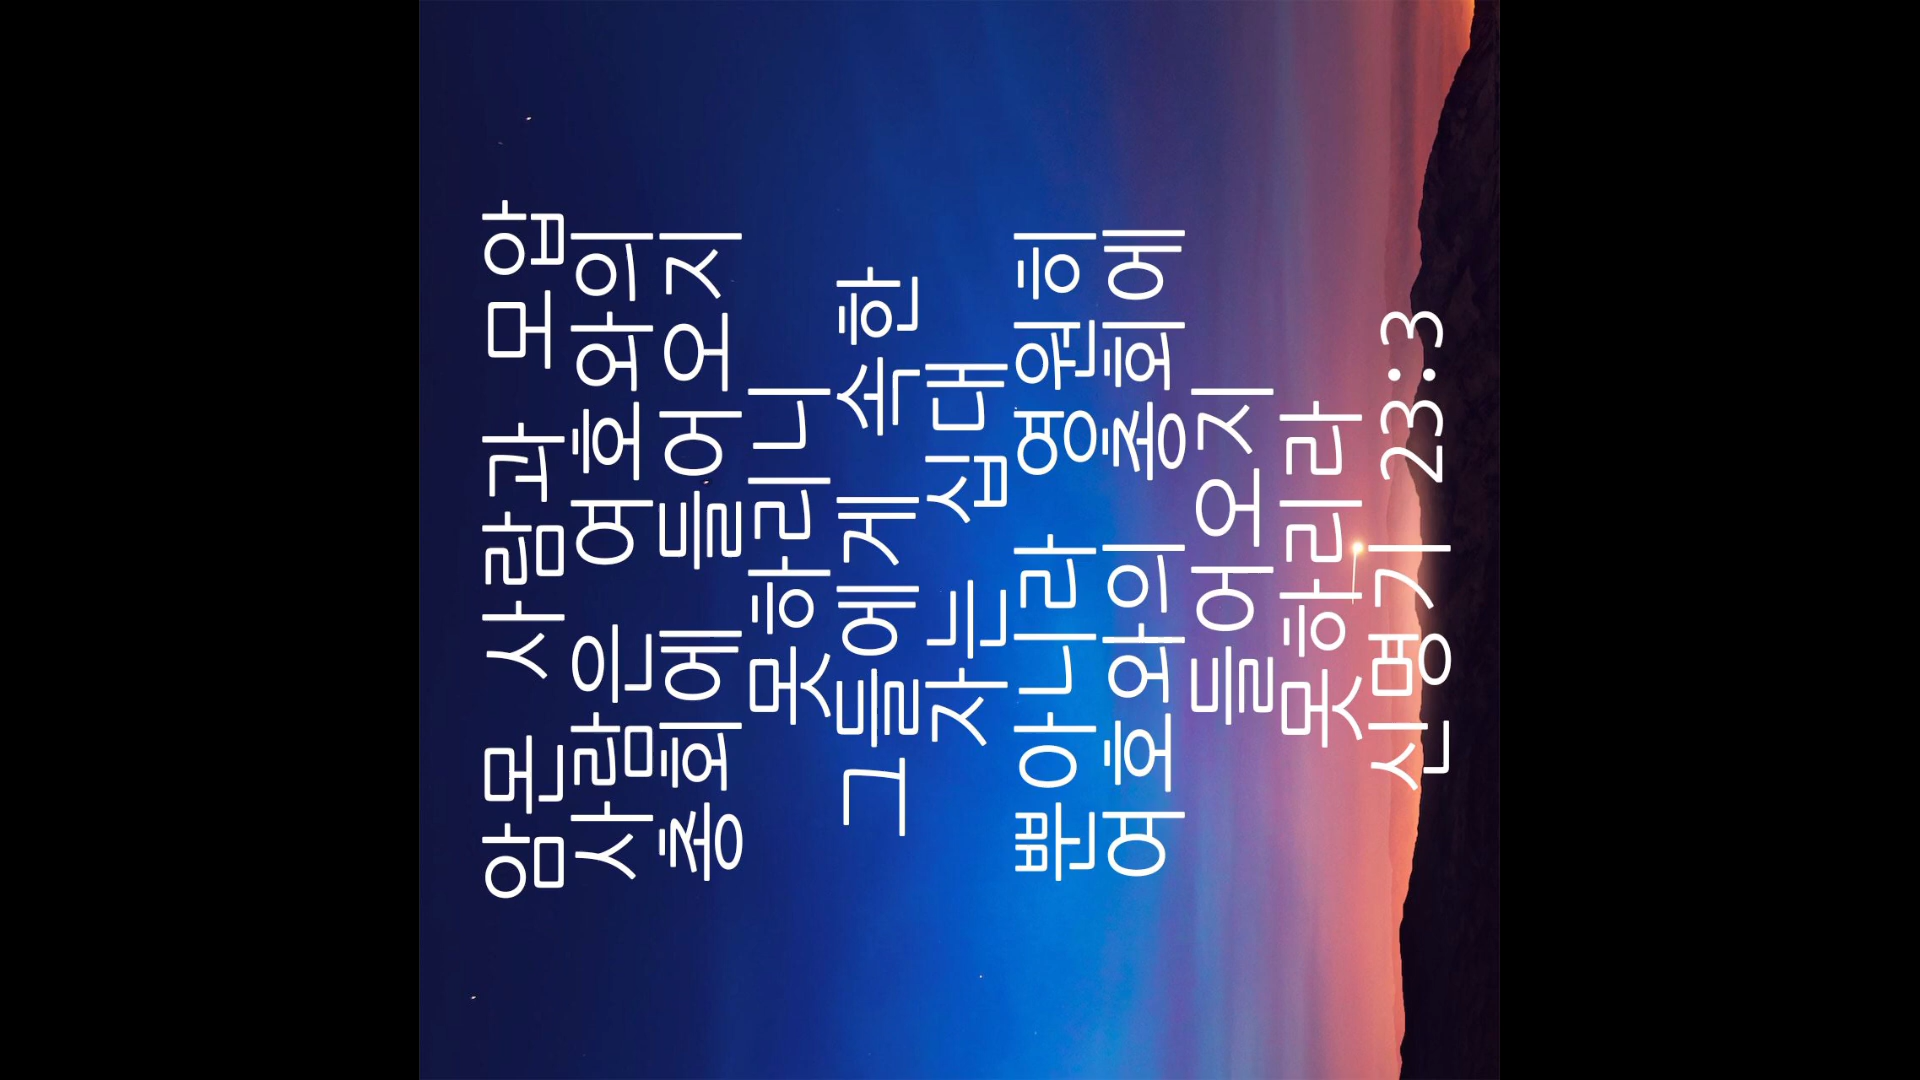 암몬 사람과 모압
사람은 여호와의
총회에 들어오지
못하리니
그들에게 속한
자는 십대
뿐아니라 영원히
여호와의 총회에
들어오지
못하리라
신명기 23:3